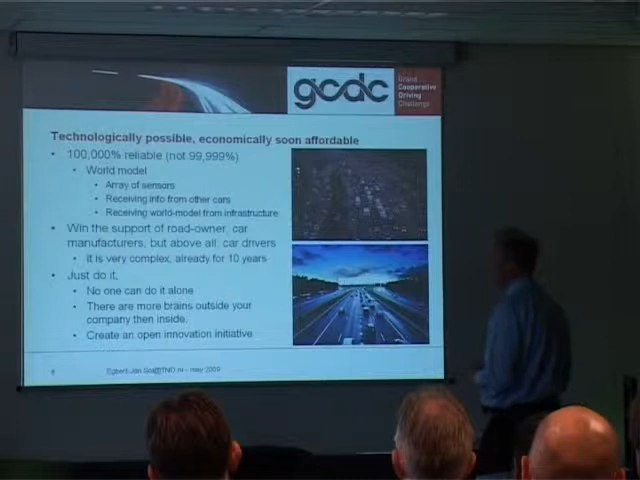 gcdc
Grand
Cooperative
Driving
Challenge
Technologically possible, economically soon affordable
• 100,000% reliable (not 99,999%)
• World model
• Array of sensors
• Receiving info from other cars
• Receiving world-model from infrastructure
• Win the support of road-owner, car
manufacturers, but above all, car drivers
• It is very complex, already for 10 years
• Just do it,
• No one can do it alone
• There are more brains outside your
company then inside.
• Create an open innovation initiative
– may 2009